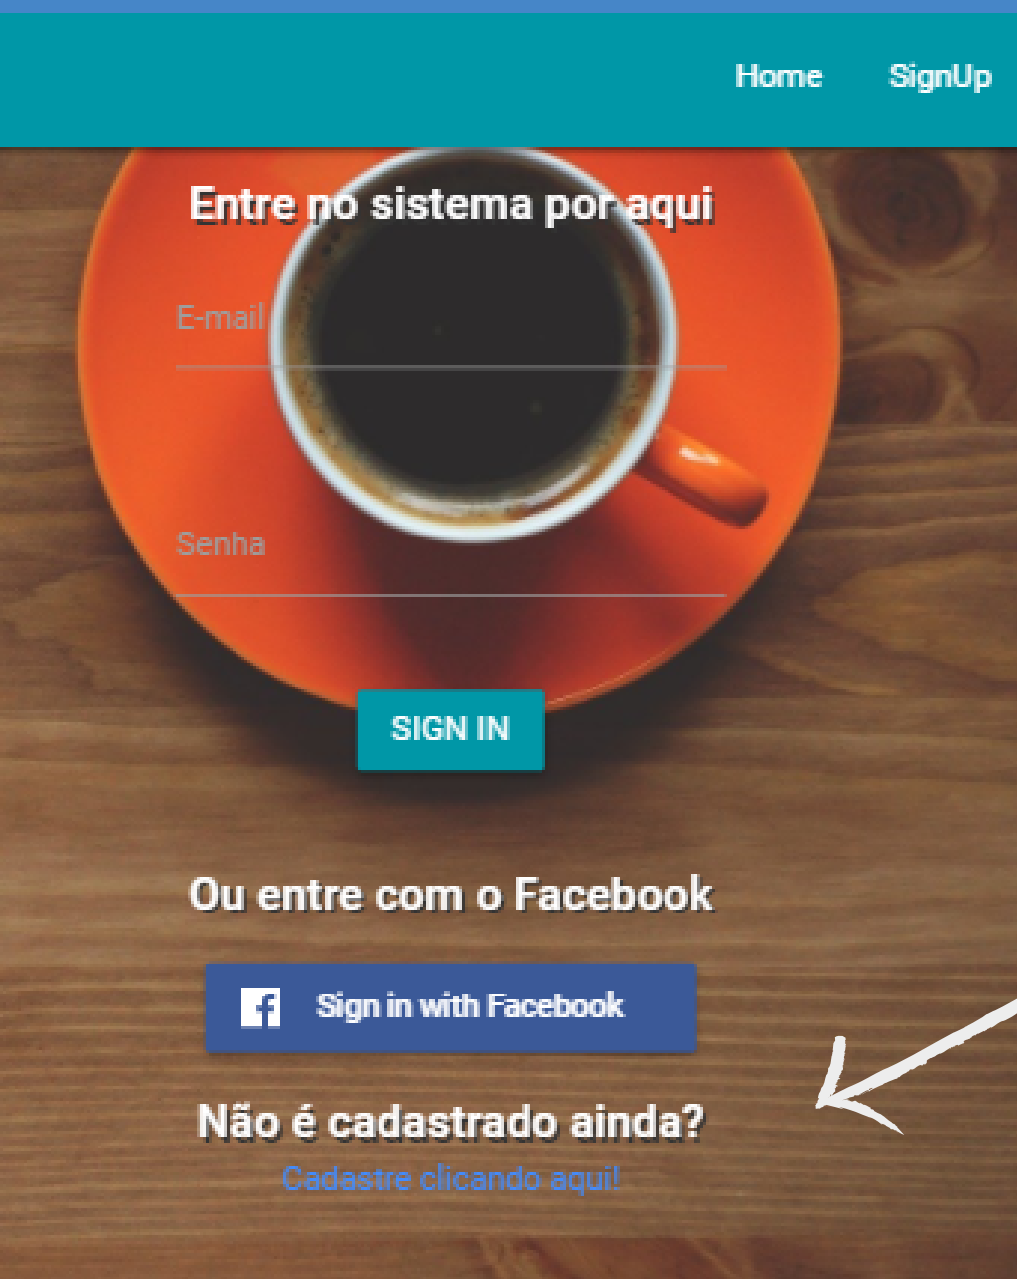 Home SignUp
Entre no sistema por aqui
E-mail
Senha
SIGN IN
Ou entre com o Facebook
Sign in with Facebook
Não é cadastrado ainda?
Cadastre clicando aqui!